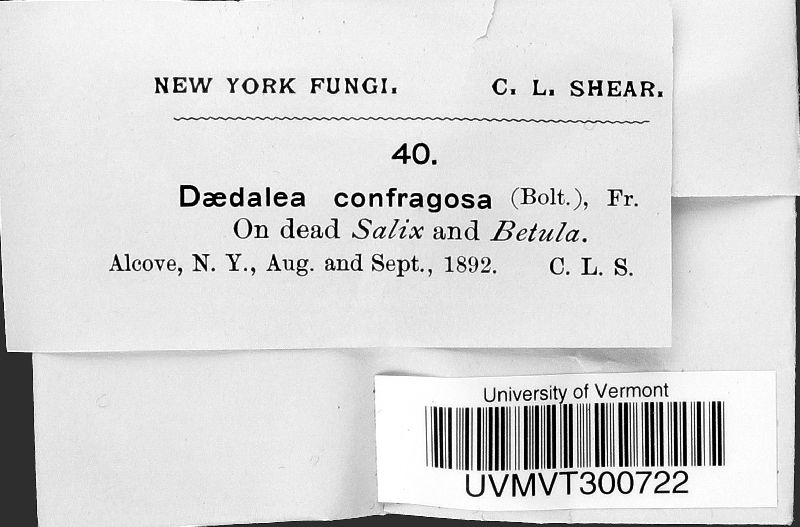 NEW YORK FUNGI. C. L. SHEAR.
40.
Dædalea confragosa (Bolt.), Fr.
On dead Salix and Betula.
Alcove, N. Y., Aug. and Sept., 1892. C. L. S.
University of Vermont
UVMVT300722